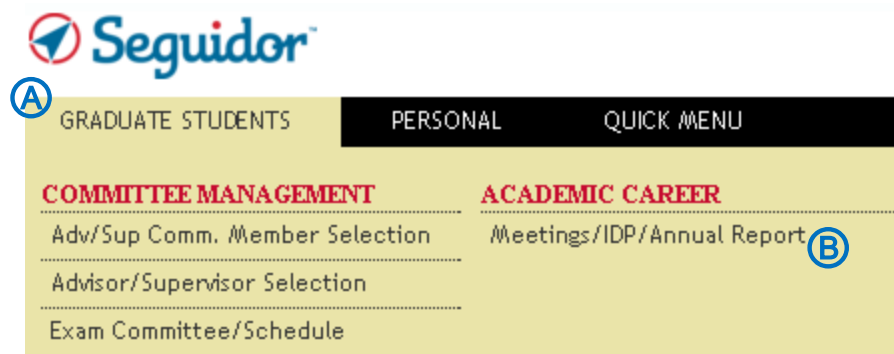 Seguidor™
A
GRADUATE STUDENTS PERSONAL QUICK MENU
COMMITTEE MANAGEMENT ACADEMIC CAREER
Adv/Sup Comm. Member Selection Meetings/IDP/Annual Report B
Advisor/Supervisor Selection
Exam Committee/Schedule